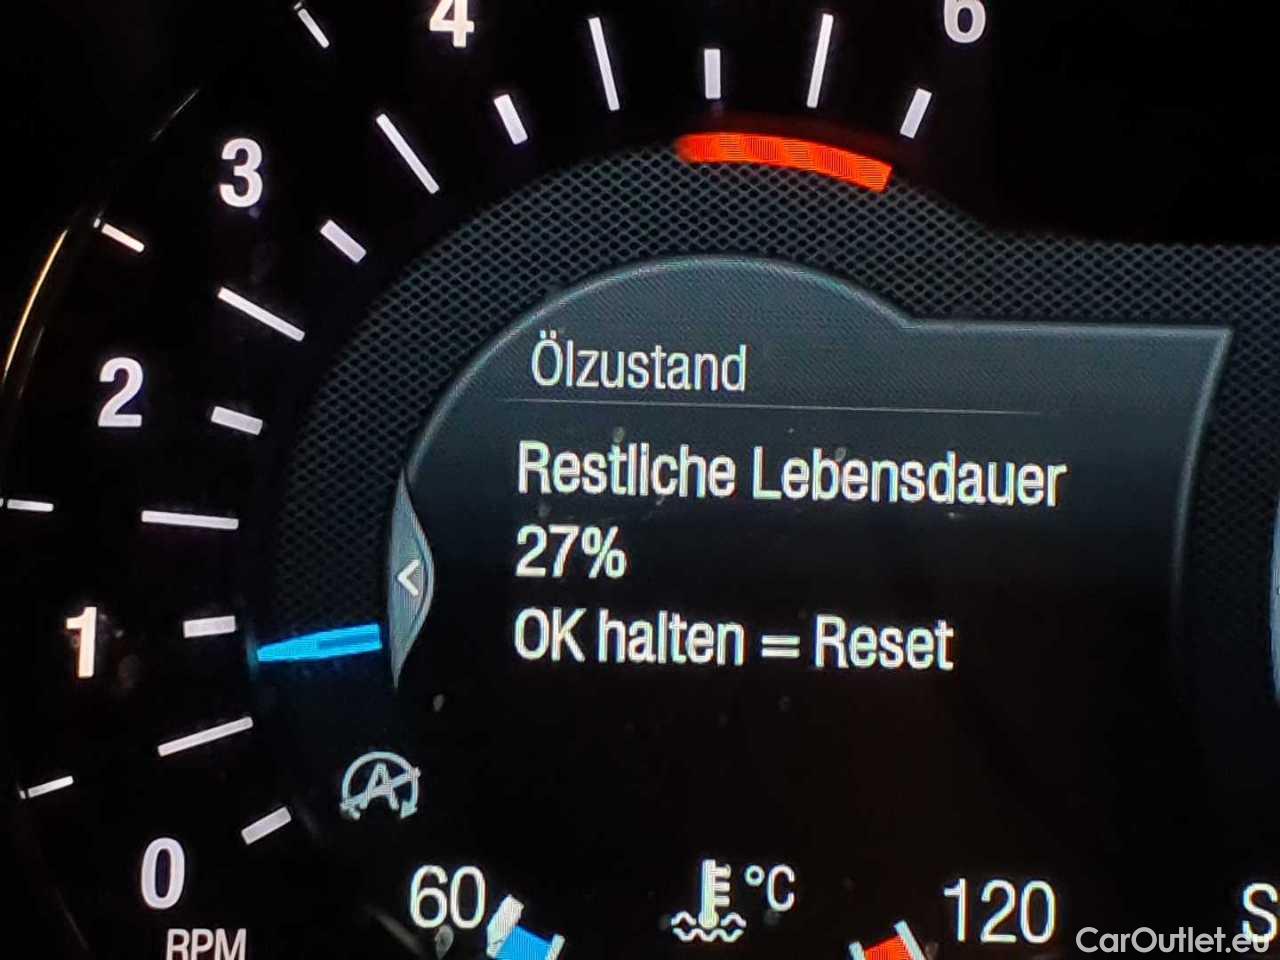 4
6
3
2
1
0
RPM
Ölzustand
Restliche Lebensdauer
27%
OK halten = Reset
A
60
°C
120
S
CarOutlet.eu